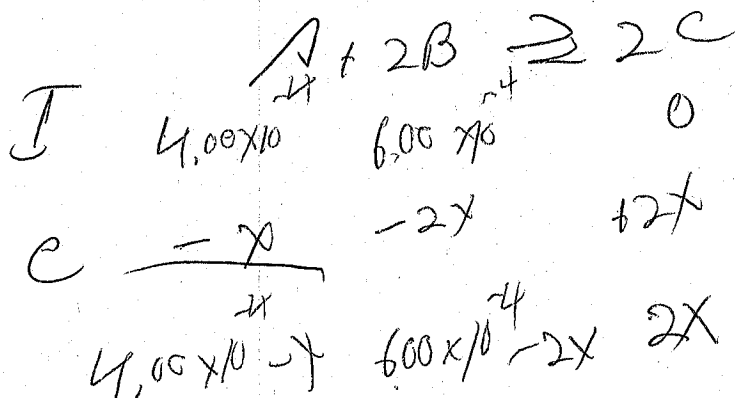 A + 2B ⇌ 2C
I 4.00×10⁻⁴ 6.00×10⁻⁴ 0
C -x -2x +2x
4.00×10⁻⁴-x 6.00×10⁻⁴-2x 2x